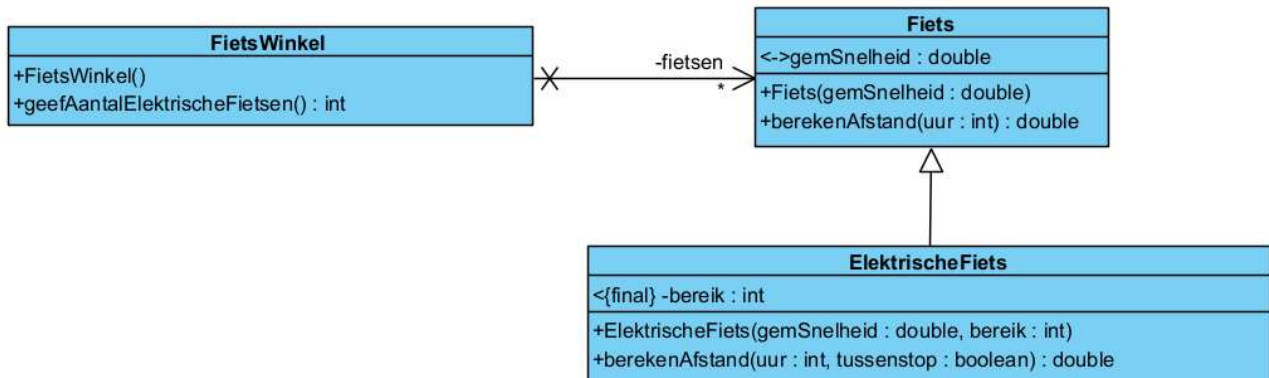 FietsWinkel
+FietsWinkel()
+geefAantalElektrischeFietsen() : int
-fietsen
*
Fiets
<->gemSnelheid : double
+Fiets(gemSnelheid : double)
+berekenAfstand(uur : int) : double
ElektrischeFiets
<{final} -bereik : int
+ElektrischeFiets(gemSnelheid : double, bereik : int)
+berekenAfstand(uur : int, tussenstop : boolean) : double